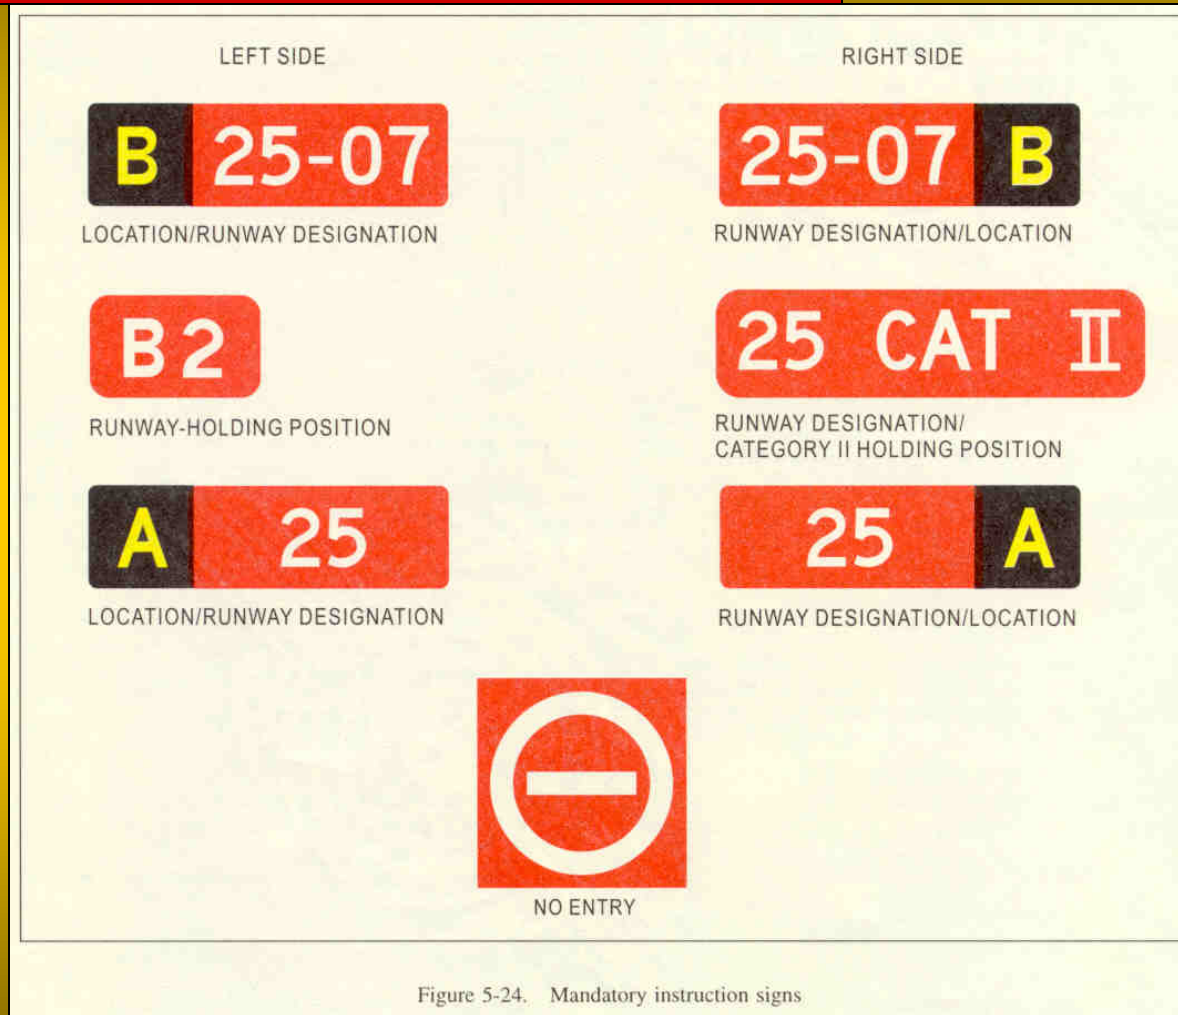 LEFT SIDE
RIGHT SIDE
B 25-07
25-07 B
LOCATION/RUNWAY DESIGNATION
RUNWAY DESIGNATION/LOCATION
B2
25 CAT II
RUNWAY-HOLDING POSITION
RUNWAY DESIGNATION/
CATEGORY II HOLDING POSITION
A 25
25 A
LOCATION/RUNWAY DESIGNATION
RUNWAY DESIGNATION/LOCATION
NO ENTRY
Figure 5-24. Mandatory instruction signs